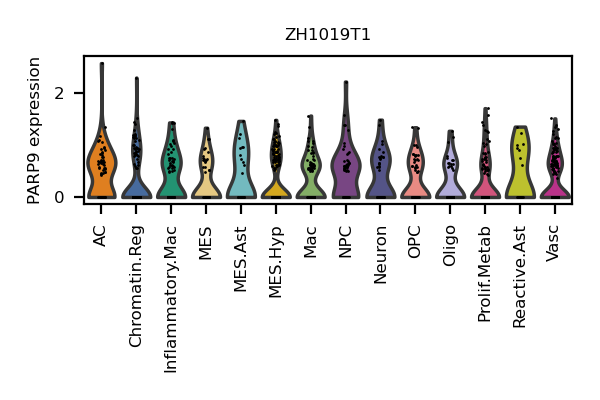 ZH1019T1
PARP9 expression
2
0
AC
Chromatin.Reg
Inflammatory.Mac
MES
MES.Ast
MES.Hyp
Mac
NPC
Neuron
OPC
Oligo
Prolif.Metab
Reactive.Ast
Vasc